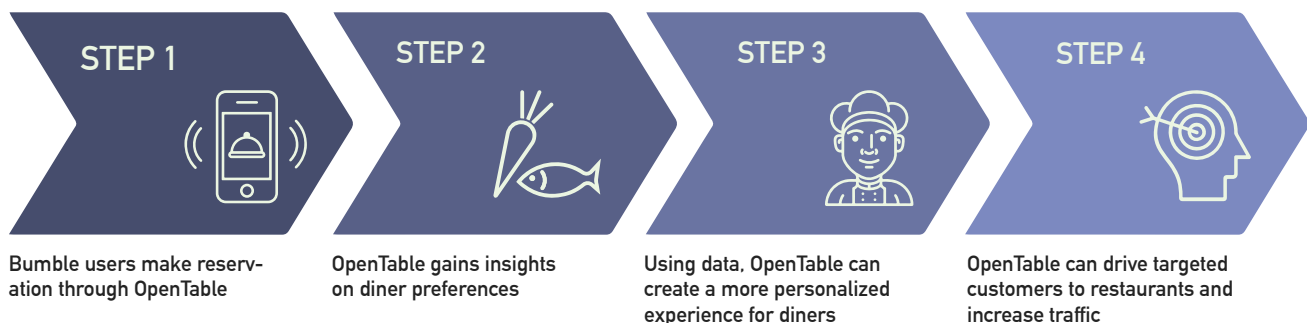 STEP 1
STEP 2
STEP 3
STEP 4
Bumble users make reserv-
ation through OpenTable
OpenTable gains insights
on diner preferences
Using data, OpenTable can
create a more personalized
experience for diners
OpenTable can drive targeted
customers to restaurants and
increase traffic